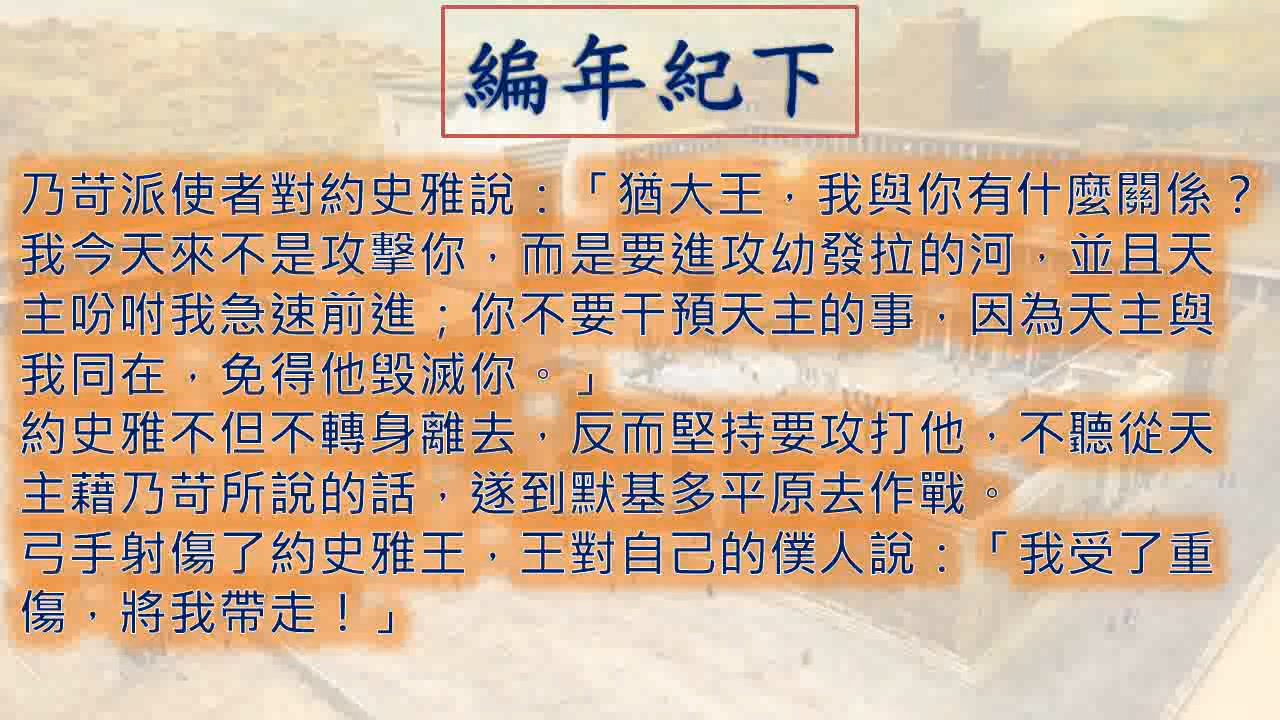 編年紀下
乃苛派使者對約史雅說：「猶大王，我與你有什麼關係？
我今天來不是攻擊你，而是要進攻幼發拉的河，並且天
主吩咐我急速前進；你不要干預天主的事，因為天主與
我同在，免得他毀滅你。」
約史雅不但不轉身離去，反而堅持要攻打他，不聽從天
主藉乃苛所說的話，遂到默基多平原去作戰。
弓手射傷了約史雅王，王對自己的僕人說：「我受了重
傷，將我帶走！」